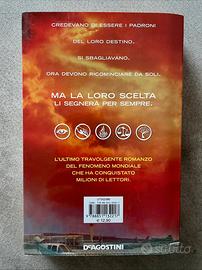 CREDEVANO DI ESSERE I PADRONI
DEL LORO DESTINO.
SI SBAGLIAVANO.
ORA DEVONO RICOMINCIARE DA SOLI.
MA LA LORO SCELTA
LI SEGNERÀ PER SEMPRE.
L'ULTIMO TRAVOLGENTE ROMANZO
DEL FENOMENO MONDIALE
CHE HA CONQUISTATO
MILIONI DI LETTORI.
€ 12,90
DEAGOSTINI
subito